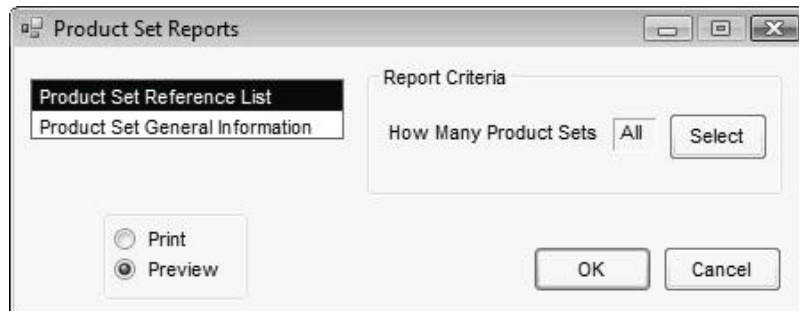 Product Set Reports
Product Set Reference List
Product Set General Information
Report Criteria
How Many Product Sets All Select
Print
Preview
OK Cancel